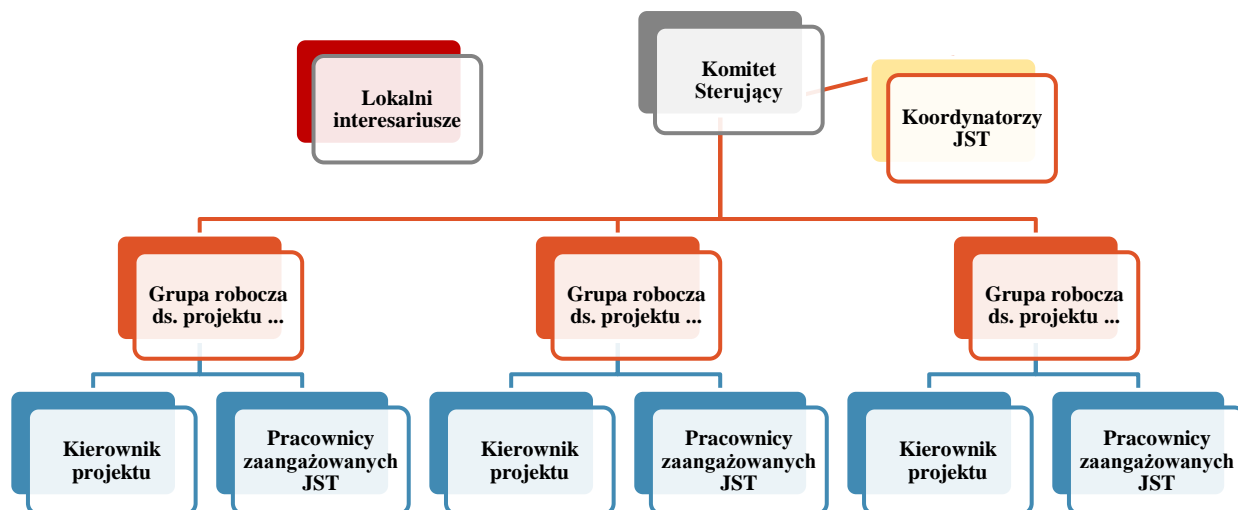 Lokalni
interesariusze
Komitet
Sterujący
Koordynatorzy
JST
Grupa robocza
ds. projektu ...
Grupa robocza
ds. projektu ...
Grupa robocza
ds. projektu ...
Kierownik
projektu
Pracownicy
zaangażowanych
JST
Kierownik
projektu
Pracownicy
zaangażowanych
JST
Kierownik
projektu
Pracownicy
zaangażowanych
JST